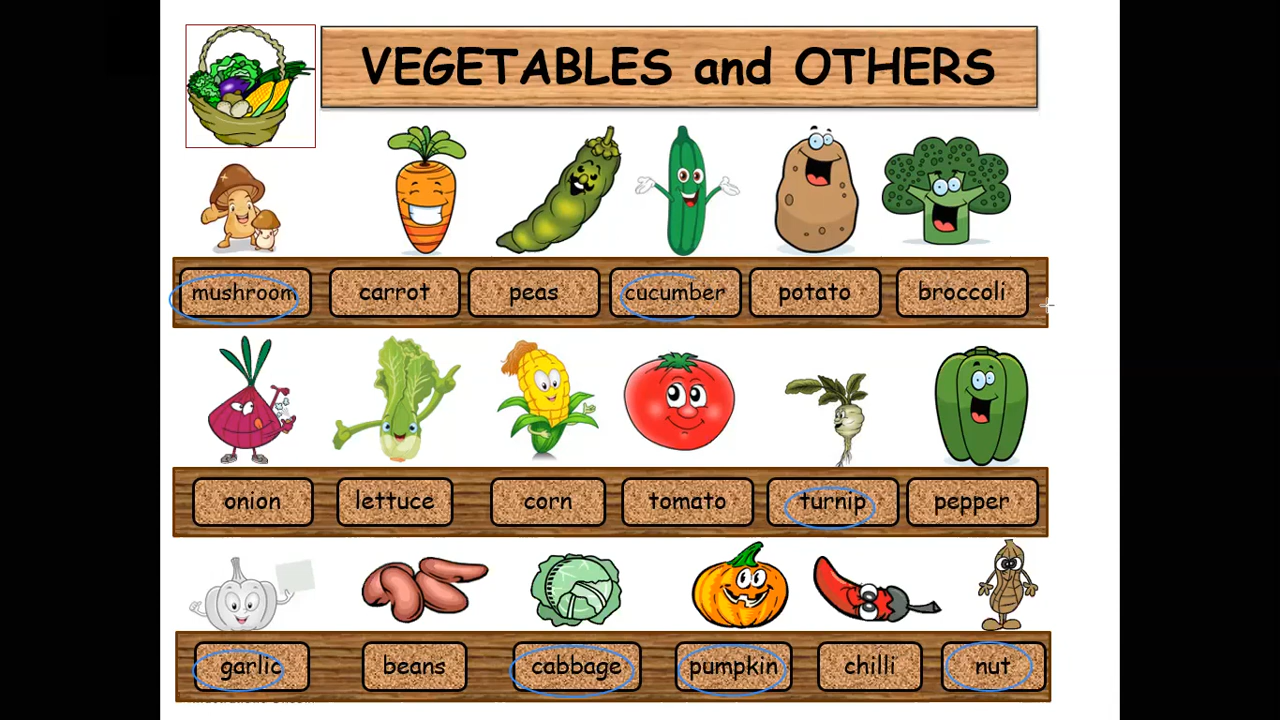 VEGETABLES and OTHERS
mushroom carrot peas cucumber potato broccoli
onion lettuce corn tomato turnip pepper
garlic beans cabbage pumpkin chilli nut